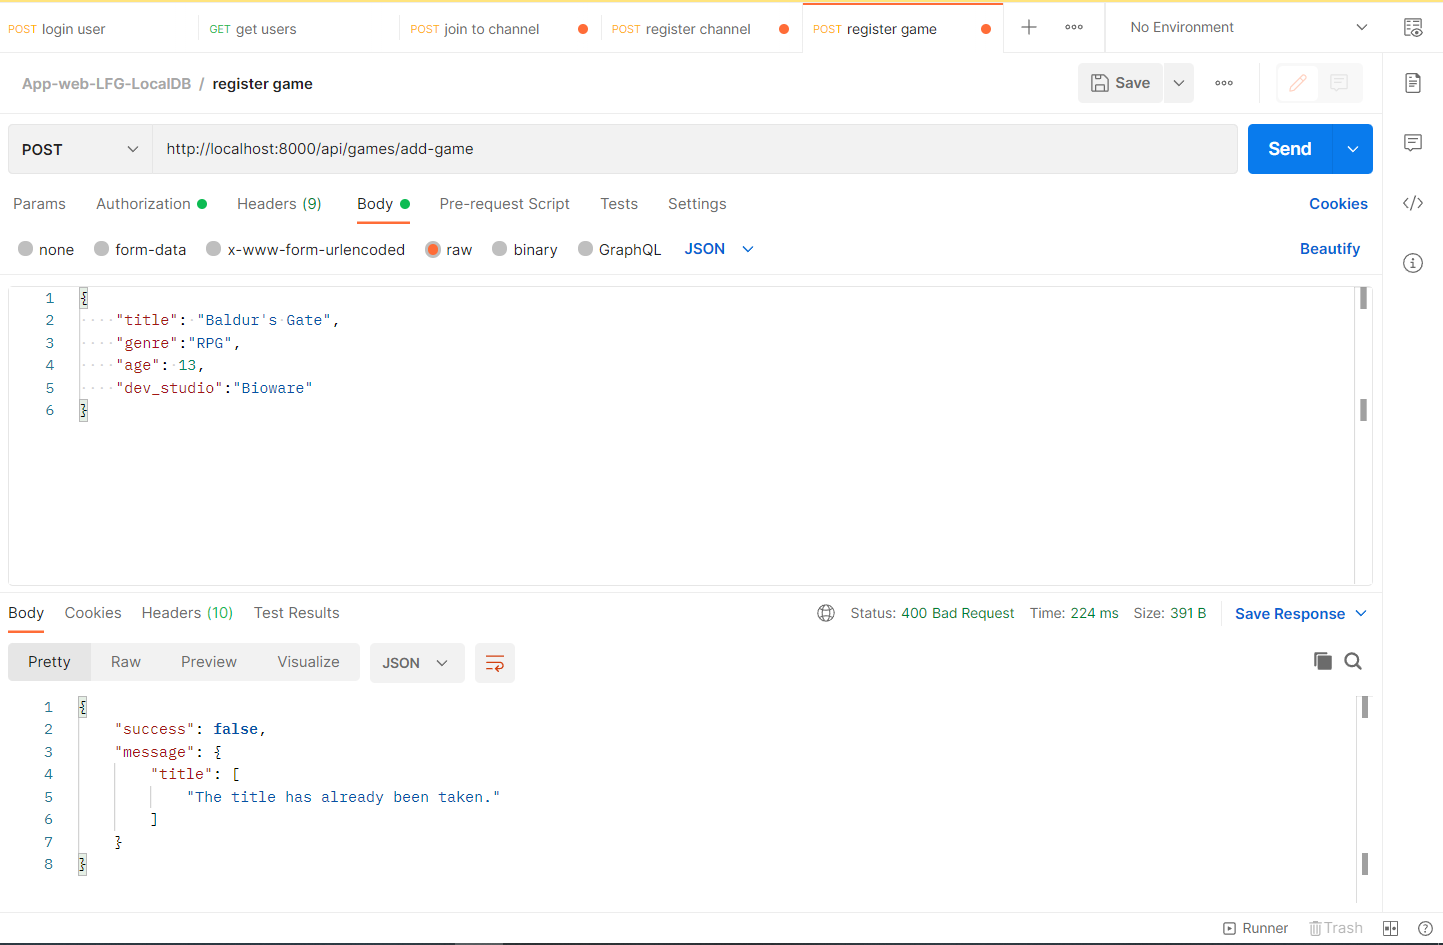 POST login user GET get users POST join to channel POST register channel POST register game No Environment
App-web-LFG-LocalDB / register game Save
POST http://localhost:8000/api/games/add-game Send
Params Authorization Headers (9) Body Pre-request Script Tests Settings Cookies
none form-data x-www-form-urlencoded raw binary GraphQL JSON Beautify
1 {
2 "title": "Baldur's Gate",
3 "genre":"RPG",
4 "age": 13,
5 "dev_studio":"Bioware"
6 }
Body Cookies Headers (10) Test Results Status: 400 Bad Request Time: 224 ms Size: 391 B Save Response
Pretty Raw Preview Visualize JSON
1 {
2 "success": false,
3 "message": {
4 "title": [
5 "The title has already been taken."
6 ]
7 }
8 }
Runner Trash